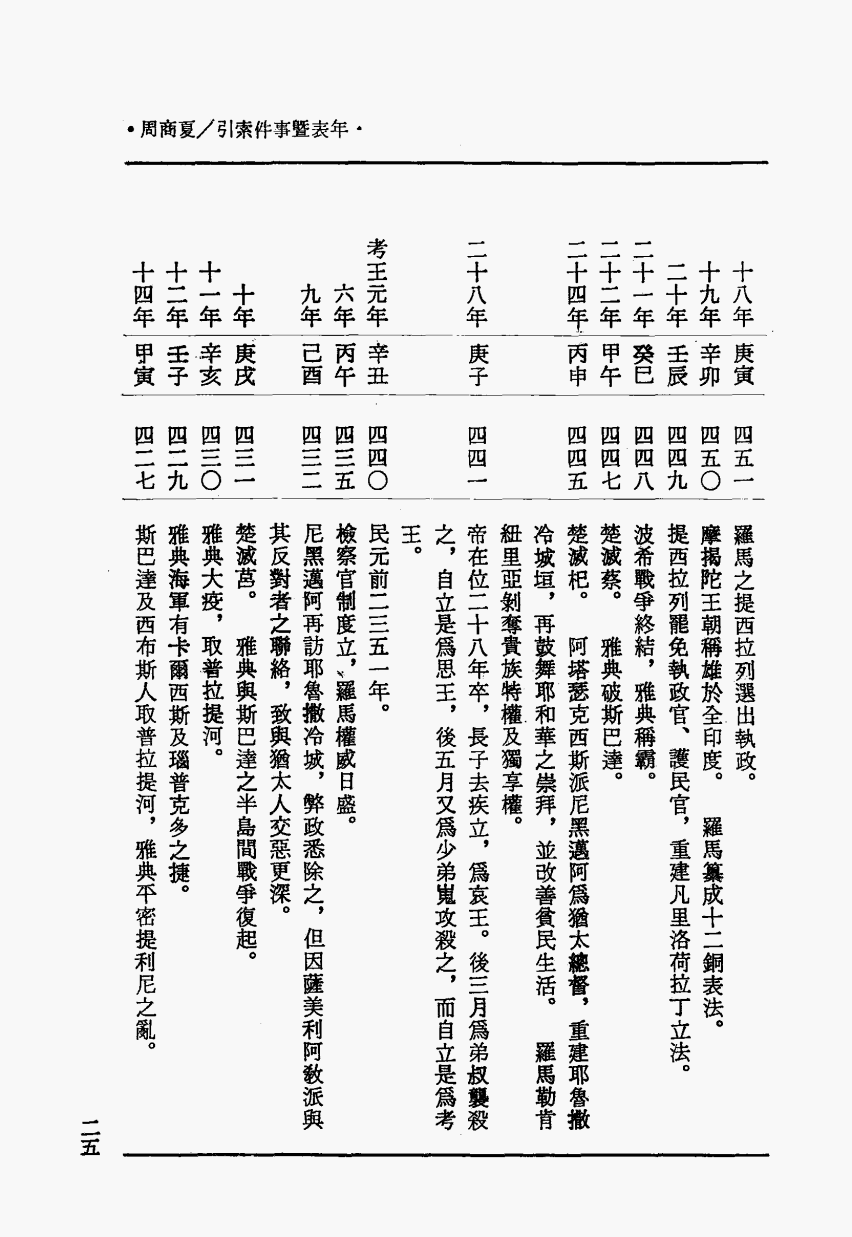 •周商夏／引索件事暨表年•
十八年 庚寅 四五一 羅馬之提西拉列選出執政。
十九年 辛卯 四五〇 摩揭陀王朝稱雄於全印度。 羅馬纂成十二銅表法。
二十年 壬辰 四四九 提西拉列罷免執政官、護民官，重建凡里洛荷拉丁立法。
二十一年 癸巳 四四八 波希戰爭終結，雅典稱霸。
二十二年 甲午 四四七 楚滅蔡。 雅典破斯巴達。
二十四年 丙申 四四五 楚滅杞。 阿塔瑟克西斯派尼黑邁阿爲猶太總督，重建耶魯撒
冷城垣，再鼓舞耶和華之崇拜，並改善貧民生活。 羅馬勒肯
紐里亞剝奪貴族特權及獨享權。
二十八年 庚子 四四一 帝在位二十八年卒，長子去疾立，爲哀王。後三月爲弟叔襲殺
之，自立是爲思王，後五月又爲少弟嵬攻殺之，而自立是爲考
王。
考王元年 辛丑 四四〇 民元前二三五一年。
六年 丙午 四三五 檢察官制度立，羅馬權威日盛。
九年 己酉 四三二 尼黑邁阿再訪耶魯撒冷城，弊政悉除之，但因薩美利阿教派與
其反對者之聯絡，致與猶太人交惡更深。
十年 庚戌 四三一 楚滅莒。 雅典與斯巴達之半島間戰爭復起。
十一年 辛亥 四三〇 雅典大疫，取普拉提河。
十二年 壬子 四二九 雅典海軍有卡爾西斯及瑙普克多之捷。
十四年 甲寅 四二七 斯巴達及西布斯人取普拉提河，雅典平密提利尼之亂。
二五